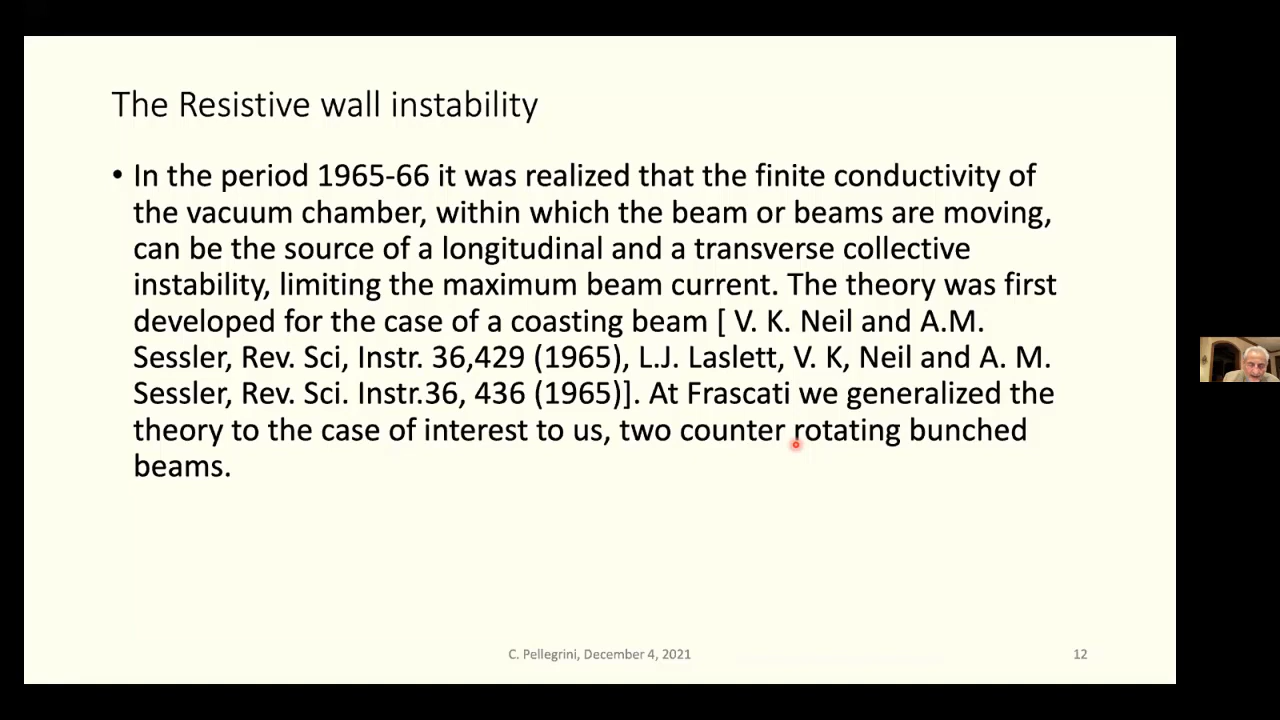 The Resistive wall instability
• In the period 1965-66 it was realized that the finite conductivity of
the vacuum chamber, within which the beam or beams are moving,
can be the source of a longitudinal and a transverse collective
instability, limiting the maximum beam current. The theory was first
developed for the case of a coasting beam [ V. K. Neil and A.M.
Sessler, Rev. Sci, Instr. 36,429 (1965), L.J. Laslett, V. K, Neil and A. M.
Sessler, Rev. Sci. Instr.36, 436 (1965)]. At Frascati we generalized the
theory to the case of interest to us, two counter rotating bunched
beams.
C. Pellegrini, December 4, 2021
12